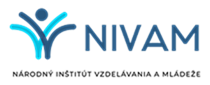 NIVAM
NÁRODNÝ INŠTITÚT VZDELÁVANIA A MLÁDEŽE